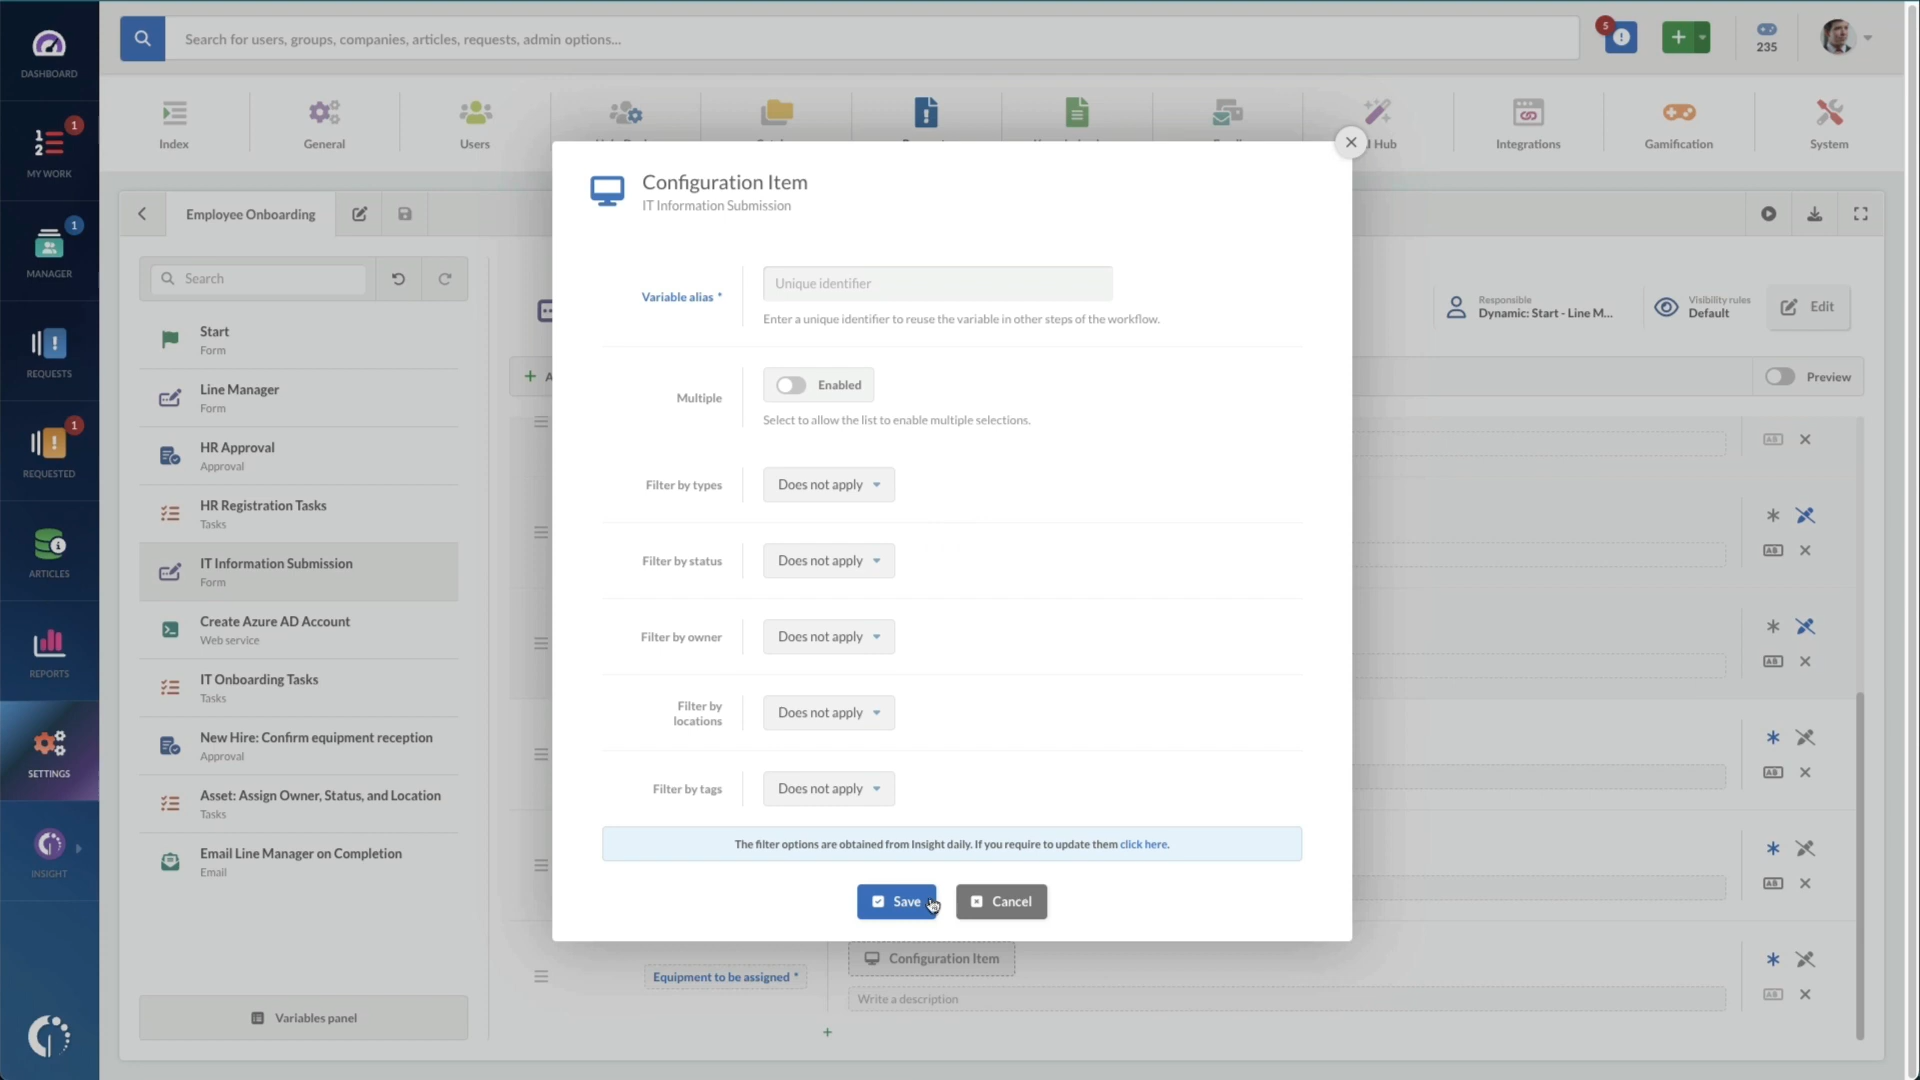 Search for users, groups, companies, articles, requests, admin options...
5
235
DASHBOARD
1
MY WORK
1
MANAGER
REQUESTS
1
REQUESTED
ARTICLES
REPORTS
SETTINGS
INSIGHT
Index
General
Users
Hub
Integrations
Gamification
System
Employee Onboarding
Search
Start
Form
Line Manager
Form
HR Approval
Approval
HR Registration Tasks
Tasks
IT Information Submission
Form
Create Azure AD Account
Web service
IT Onboarding Tasks
Tasks
New Hire: Confirm equipment reception
Approval
Asset: Assign Owner, Status, and Location
Tasks
Email Line Manager on Completion
Email
Variables panel
Configuration Item
IT Information Submission
Variable alias *
Unique identifier
Enter a unique identifier to reuse the variable in other steps of the workflow.
Multiple
Enabled
Select to allow the list to enable multiple selections.
Filter by types
Does not apply
Filter by status
Does not apply
Filter by owner
Does not apply
Filter by
locations
Does not apply
Filter by tags
Does not apply
The filter options are obtained from Insight daily. If you require to update them click here.
Save
Cancel
Responsible
Dynamic: Start - Line M...
Visibility rules
Default
Edit
Preview
Equipment to be assigned *
Configuration Item
Write a description